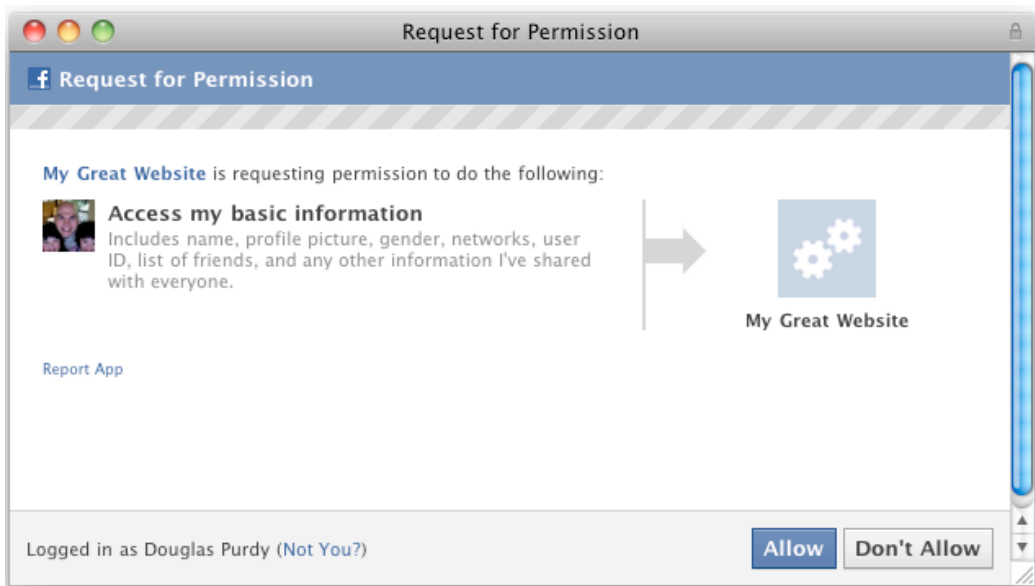 Request for Permission
f Request for Permission
My Great Website is requesting permission to do the following:
Access my basic information
Includes name, profile picture, gender, networks, user
ID, list of friends, and any other information I've shared
with everyone.
My Great Website
Report App
Logged in as Douglas Purdy (Not You?)
Allow
Don't Allow